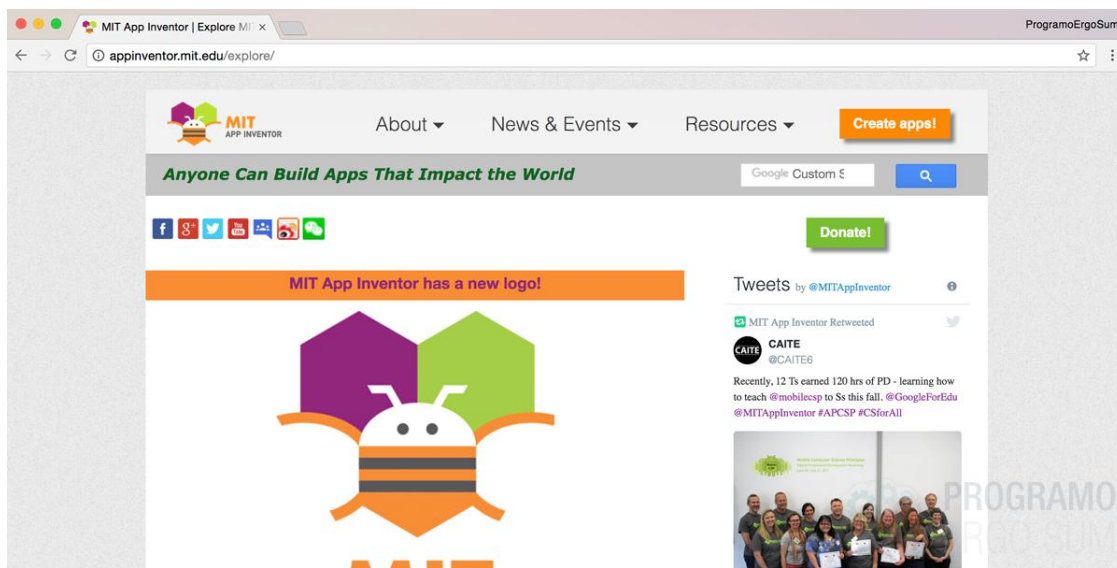 MIT App Inventor | Explore MIT
ProgramoErgoSum
appinventor.mit.edu/explore/
MIT
APP INVENTOR
About
News & Events
Resources
Create apps!
Anyone Can Build Apps That Impact the World
Google Custom S
Donate!
MIT App Inventor has a new logo!
MIT
Tweets by @MITAppInventor
MIT App Inventor Retweeted
CAITE
CAITE
@CAITE6
Recently, 12 Ts earned 120 hrs of PD - learning how
to teach @mobilecsp to Ss this fall. @GoogleForEdu
@MITAppInventor #APCSP #CSforAll
PROGRAMO
ERGO SUM